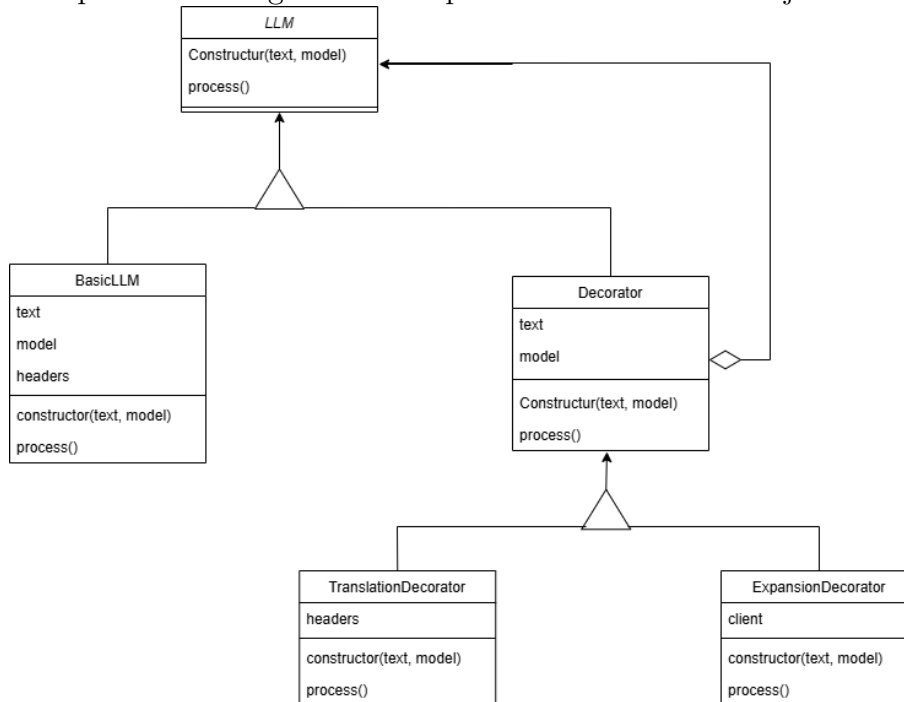 LLM
Constructur(text, model)
process()
BasicLLM
text
model
headers
constructor(text, model)
process()
Decorator
text
model
Constructur(text, model)
process()
TranslationDecorator
headers
constructor(text, model)
process()
ExpansionDecorator
client
constructor(text, model)
process()